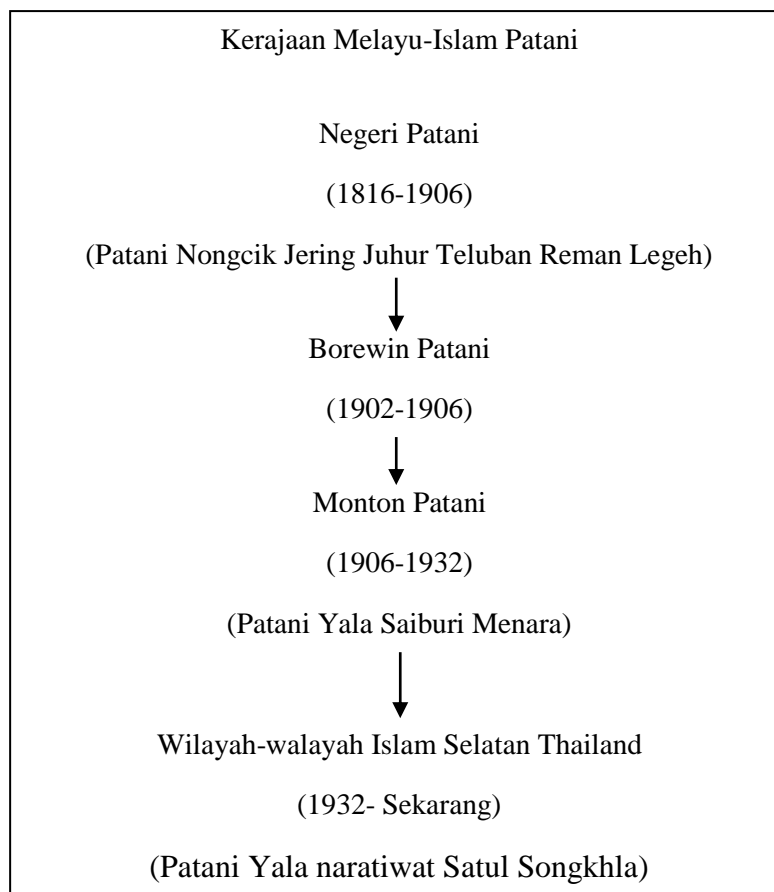 Kerajaan Melayu-Islam Patani
Negeri Patani
(1816-1906)
(Patani Nongcik Jering Juhur Teluban Reman Legeh)
Borewin Patani
(1902-1906)
Monton Patani
(1906-1932)
(Patani Yala Saiburi Menara)
Wilayah-walayah Islam Selatan Thailand
(1932- Sekarang)
(Patani Yala naratiwat Satul Songkhla)